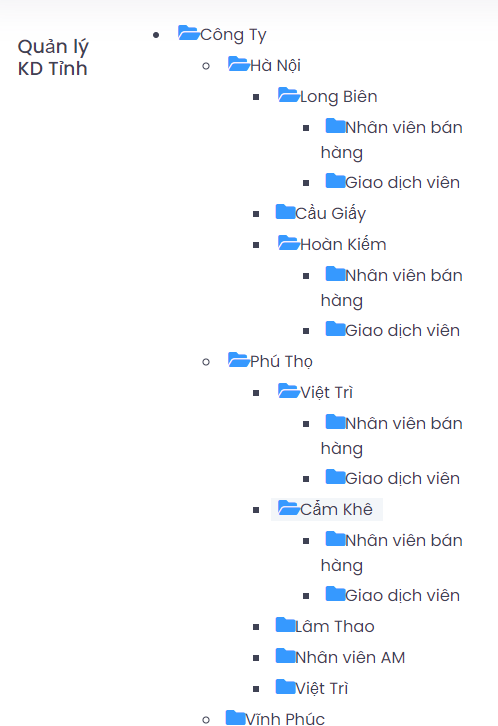 Quản lý
KD Tỉnh
Công Ty
Hà Nội
Long Biên
Nhân viên bán
hàng
Giao dịch viên
Cầu Giấy
Hoàn Kiếm
Nhân viên bán
hàng
Giao dịch viên
Phú Thọ
Việt Trì
Nhân viên bán
hàng
Giao dịch viên
Cẩm Khê
Nhân viên bán
hàng
Giao dịch viên
Lâm Thao
Nhân viên AM
Việt Trì
Vĩnh Phúc